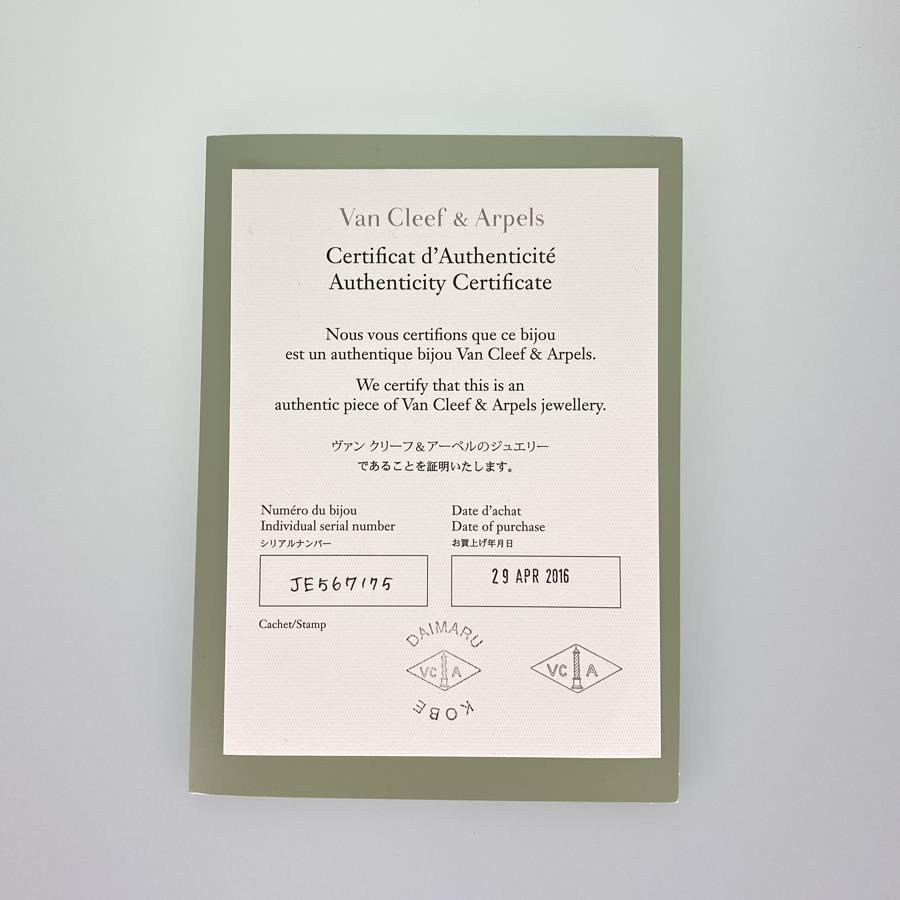 Van Cleef & Arpels
Certificat d'Authenticité
Authenticity Certificate
Nous vous certifions que ce bijou
est un authentique bijou Van Cleef & Arpels.
We certify that this is an
authentic piece of Van Cleef & Arpels jewellery.
ヴァン クリーフ&アーペルのジュエリー
であることを証明いたします。
Numéro du bijou
Individual serial number
シリアルナンバー
JE567175
Date d'achat
Date of purchase
お買上げ年月日
29 APR 2016
Cachet/Stamp
DAIMARU
VC A
KOBE
VC A